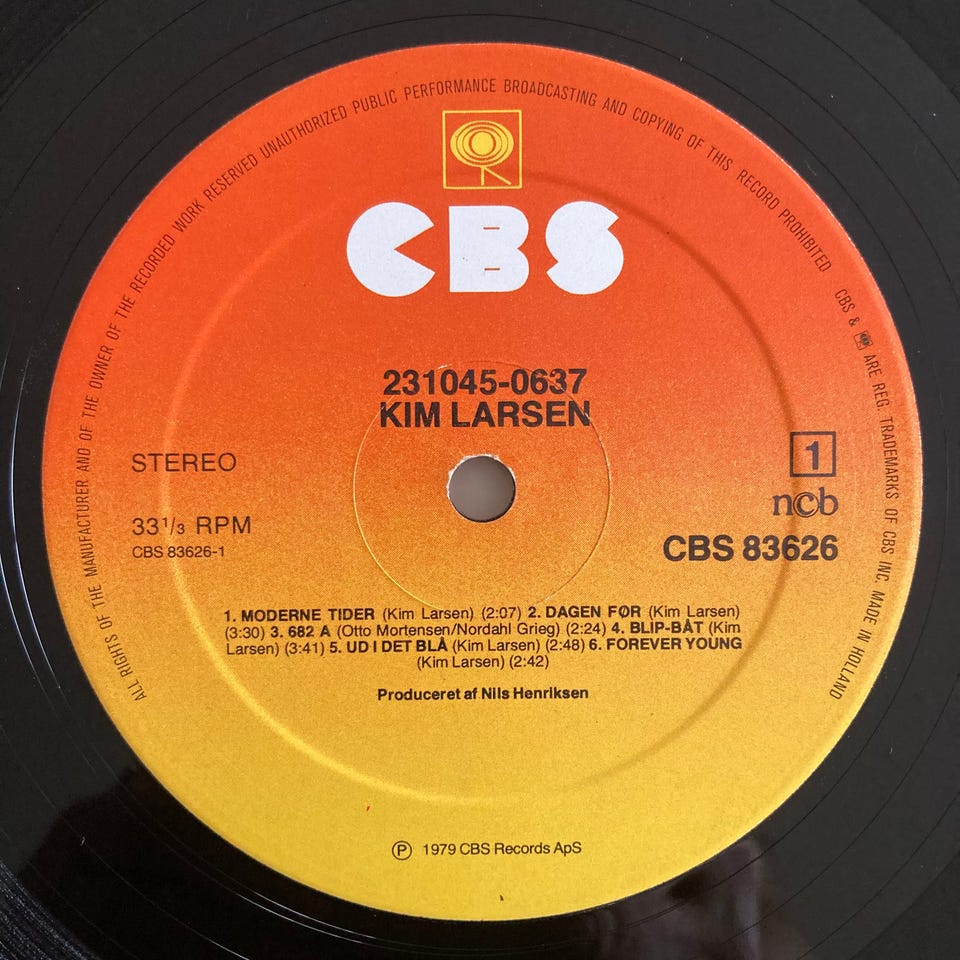 ALL RIGHTS OF THE MANUFACTURER AND OF THE OWNER OF THE RECORDED WORK RESERVED UNAUTHORIZED PUBLIC PERFORMANCE BROADCASTING AND COPYING OF THIS RECORD PROHIBITED CBS & ARE REG. TRADEMARKS OF CBS INC. MADE IN HOLLAND
CBS
231045-0637
KIM LARSEN
STEREO
1
ncb
33 1/3 RPM
CBS 83626-1
CBS 83626
1. MODERNE TIDER (Kim Larsen) (2:07) 2. DAGEN FØR (Kim Larsen)
(3:30) 3. 682 A (Otto Mortensen/Nordahl Grieg) (2:24) 4. BLIP-BÅT (Kim
Larsen) (3:41) 5. UD I DET BLÅ (Kim Larsen) (2:48) 6. FOREVER YOUNG
(Kim Larsen) (2:42)
Produceret af Nils Henriksen
Ⓟ 1979 CBS Records ApS